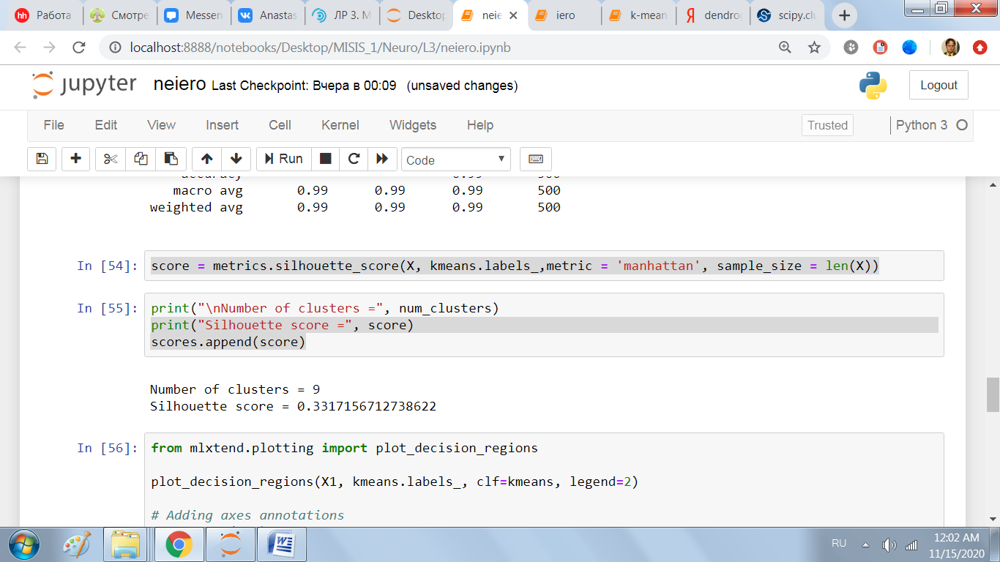 Работа
Смотре
Messen
Anastas
ЛР 3. М
Desktop
neie
iero
k-mean
dendro
scipy.clu
localhost:8888/notebooks/Desktop/MISIS_1/Neuro/L3/neiero.ipynb
jupyter neiero Last Checkpoint: Вчера в 00:09 (unsaved changes)
Logout
File Edit View Insert Cell Kernel Widgets Help
Trusted
Python 3
Run
Code
macro avg 0.99 0.99 0.99 500
weighted avg 0.99 0.99 0.99 500
In [54]: score = metrics.silhouette_score(X, kmeans.labels_,metric = 'manhattan', sample_size = len(X))
In [55]: print("\nNumber of clusters =", num_clusters)
print("Silhouette score =", score)
scores.append(score)
Number of clusters = 9
Silhouette score = 0.3317156712738622
In [56]: from mlxtend.plotting import plot_decision_regions
plot_decision_regions(X1, kmeans.labels_, clf=kmeans, legend=2)
# Adding axes annotations
RU
12:02 AM
11/15/2020